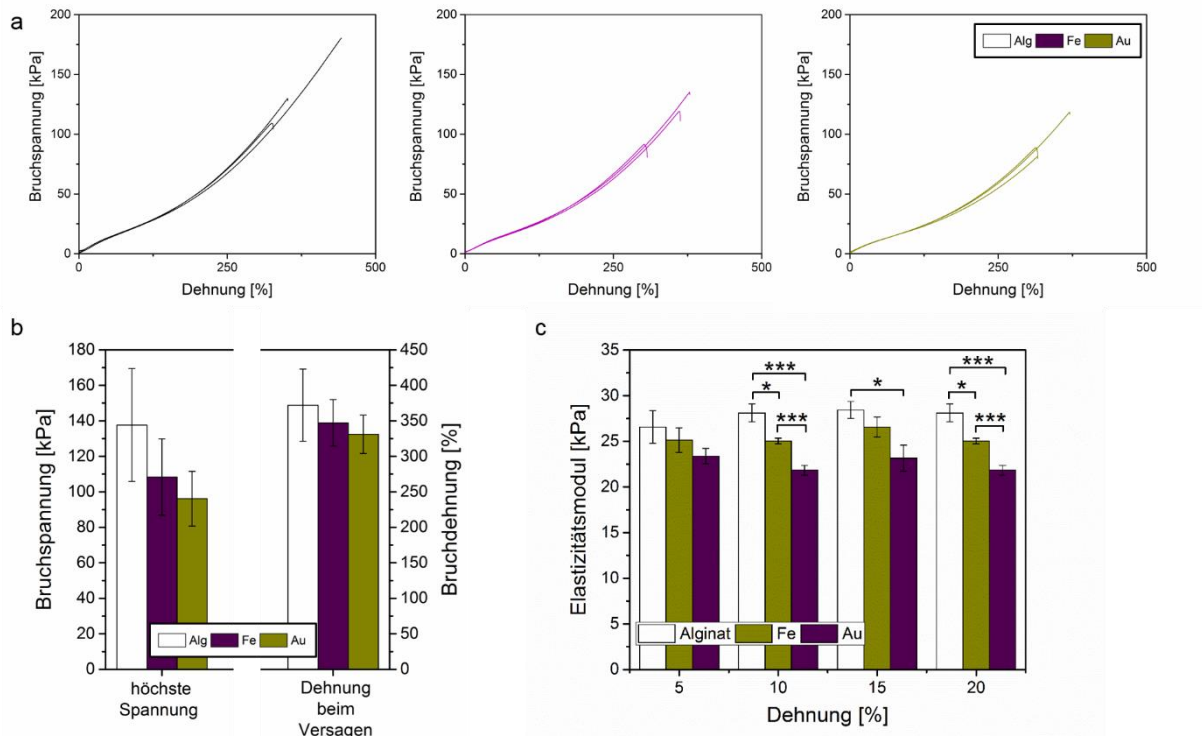 a
200
150
100
50
0
Bruchspannung [kPa]
0 250 500
Dehnung [%]
200
150
100
50
0
Bruchspannung [kPa]
0 250 500
Dehnung [%]
200
150
100
50
0
Bruchspannung [kPa]
0 250 500
Dehnung [%]
Alg Fe Au
b
180
160
140
120
100
80
60
40
20
0
Bruchspannung [kPa]
450
400
350
300
250
200
150
100
50
0
Bruchdehnung [%]
Alg Fe Au
höchste
Spannung
Dehnung
beim
Versagen
c
35
30
25
20
15
10
5
0
Elastizitätsmodul [kPa]
***
*
***
*
***
*
***
Alginat Fe Au
5 10 15 20
Dehnung [%]